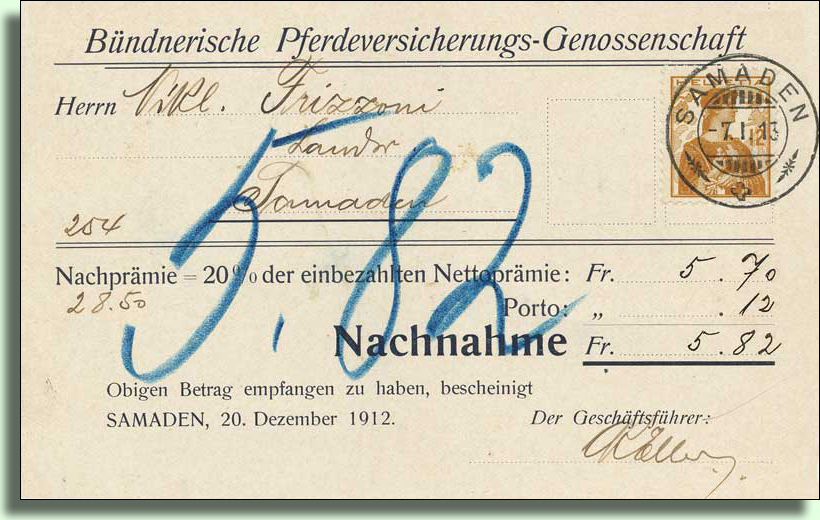 Bündnerische Pferdeversicherungs-Genossenschaft
Herrn Nikl. Frizzoni
SAMADEN
-7.I.13
HELVETIA
Landw.
Samaden
254
5.82
Nachprämie = 20% der einbezahlten Nettoprämie: Fr. 5.70
28.50
Porto: „ .12
Nachnahme Fr. 5.82
Obigen Betrag empfangen zu haben, bescheinigt
SAMADEN, 20. Dezember 1912.
Der Geschäftsführer: